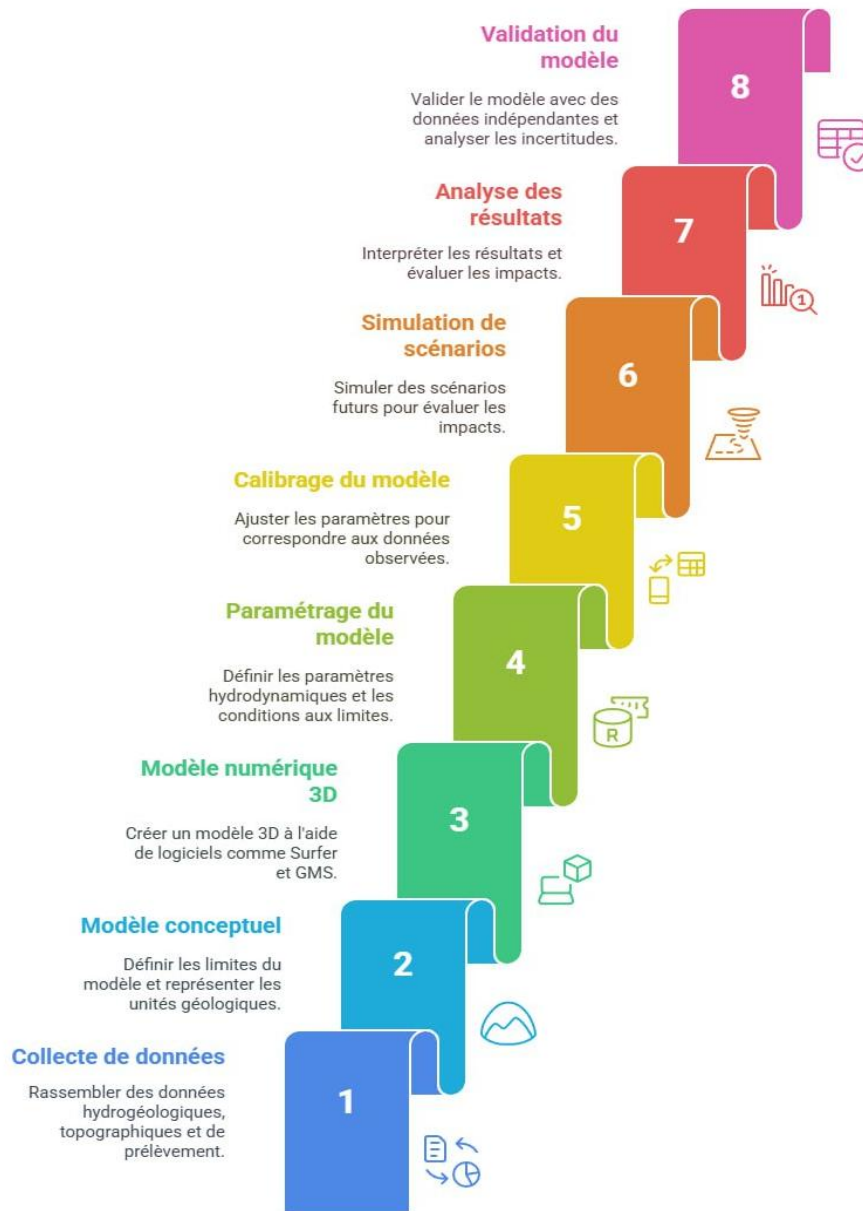 Validation du
modèle
8
Valider le modèle avec des
données indépendantes et
analyser les incertitudes.
Analyse des
résultats
7
Interpréter les résultats et
évaluer les impacts.
1
Simulation de
scénarios
6
Simuler des scénarios
futurs pour évaluer les
impacts.
Calibrage du modèle
5
Ajuster les paramètres pour
correspondre aux données
observées.
Paramétrage du
modèle
4
Définir les paramètres
hydrodynamiques et les
conditions aux limites.
R
Modèle numérique
3D
3
Créer un modèle 3D à l'aide
de logiciels comme Surfer
et GMS.
Modèle conceptuel
2
Définir les limites du
modèle et représenter les
unités géologiques.
Collecte de données
1
Rassembler des données
hydrogéologiques,
topographiques et de
prélèvement.